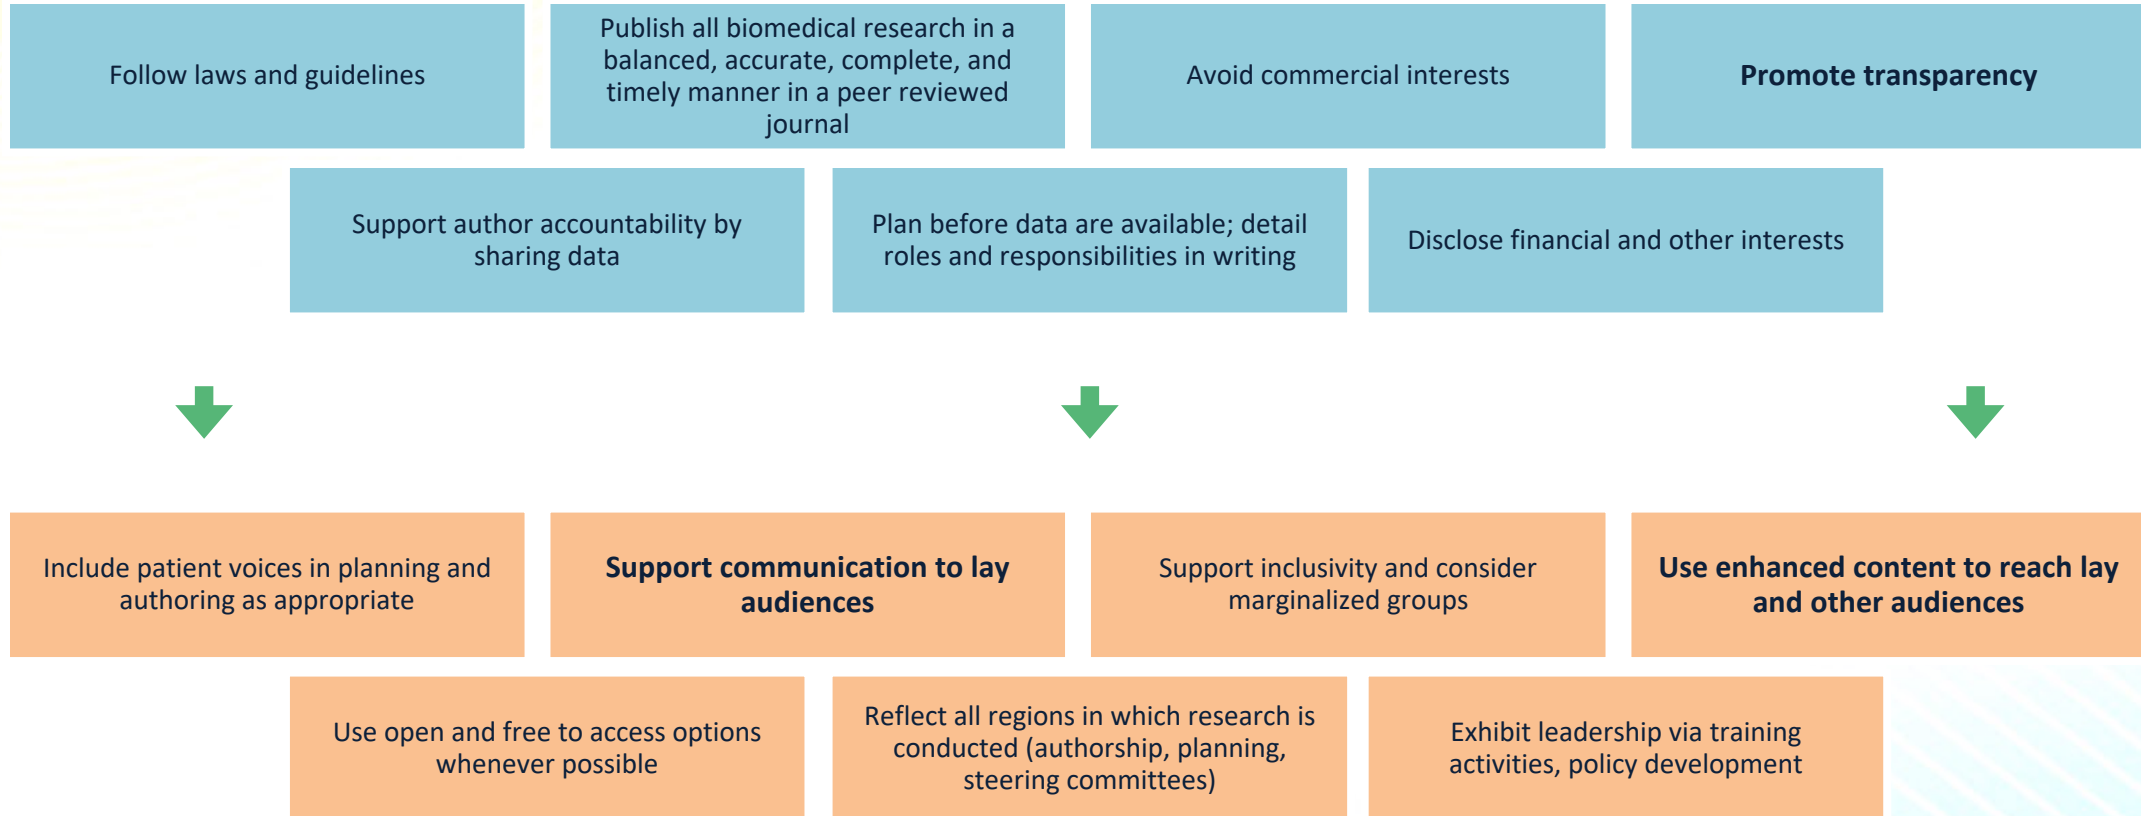 Follow laws and guidelines
Publish all biomedical research in a
balanced, accurate, complete, and
timely manner in a peer reviewed
journal
Avoid commercial interests
Promote transparency
Support author accountability by
sharing data
Plan before data are available; detail
roles and responsibilities in writing
Disclose financial and other interests
Include patient voices in planning and
authoring as appropriate
Support communication to lay
audiences
Support inclusivity and consider
marginalized groups
Use enhanced content to reach lay
and other audiences
Use open and free to access options
whenever possible
Reflect all regions in which research is
conducted (authorship, planning,
steering committees)
Exhibit leadership via training
activities, policy development